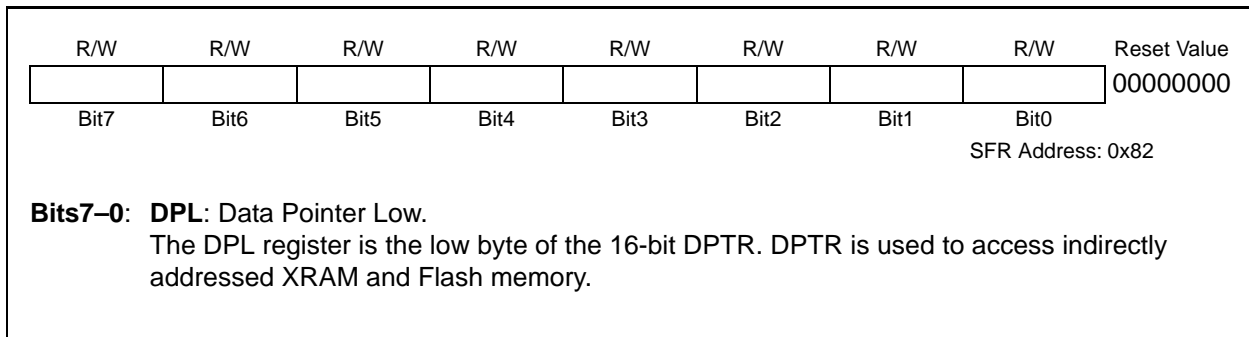 R/W R/W R/W R/W R/W R/W R/W R/W Reset Value
00000000
Bit7 Bit6 Bit5 Bit4 Bit3 Bit2 Bit1 Bit0
SFR Address: 0x82
Bits7–0: DPL: Data Pointer Low.
The DPL register is the low byte of the 16-bit DPTR. DPTR is used to access indirectly
addressed XRAM and Flash memory.